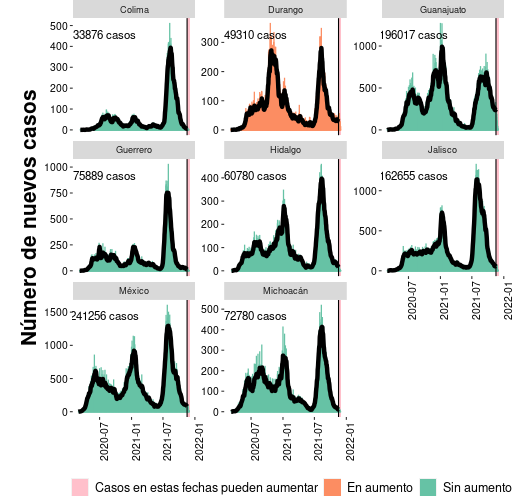 Número de nuevos casos
Colima
Durango
Guanajuato
500
400
300
200
100
0
33876 casos
300
200
100
0
49310 casos
1000
500
0
196017 casos
Guerrero
Hidalgo
Jalisco
1000
750
500
250
0
75889 casos
400
300
200
100
0
60780 casos
1000
500
0
162655 casos
México
Michoacán
1500
1000
500
0
241256 casos
500
400
300
200
100
0
72780 casos
2020-07
2021-01
2021-07
2022-01
2020-07
2021-01
2021-07
2022-01
2020-07
2021-01
2021-07
2022-01
Casos en estas fechas pueden aumentar
En aumento
Sin aumento